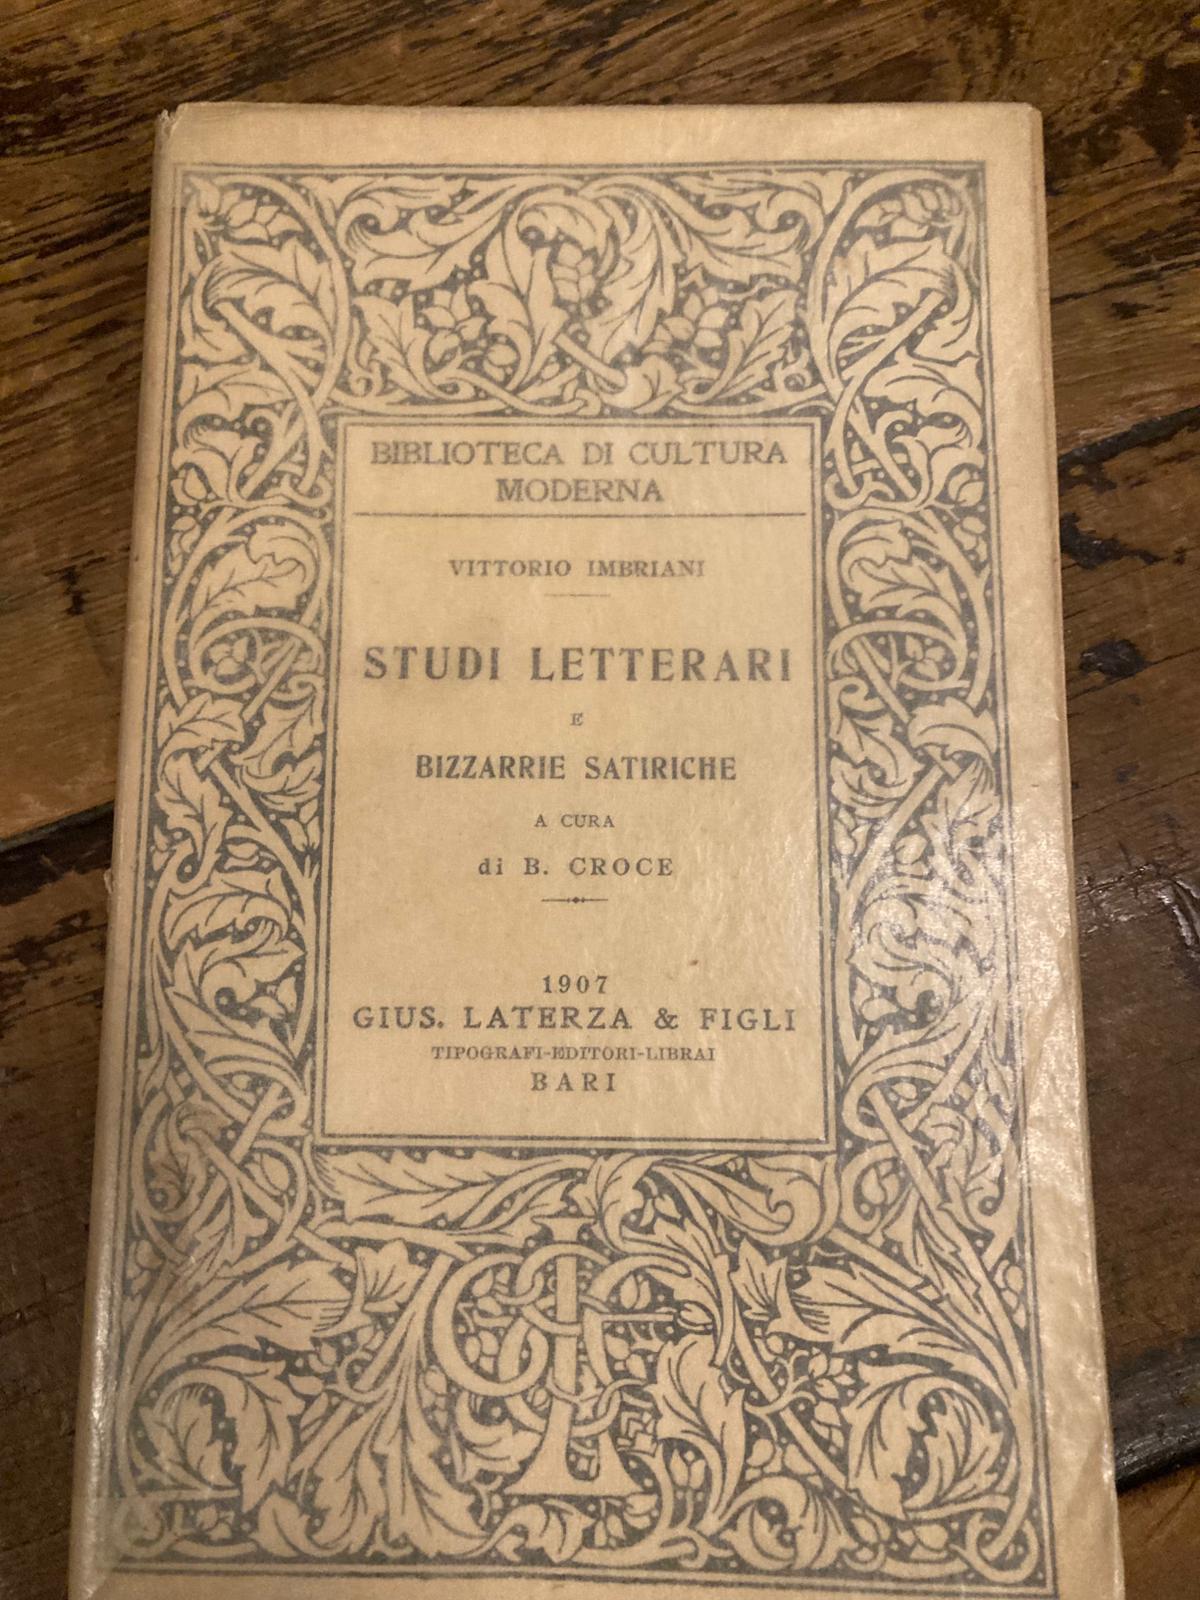 BIBLIOTECA DI CULTURA
MODERNA
VITTORIO IMBRIANI
STUDI LETTERARI
E
BIZZARRIE SATIRICHE
A CURA
di B. CROCE
1907
GIUS. LATERZA & FIGLI
TIPOGRAFI-EDITORI-LIBRAI
BARI